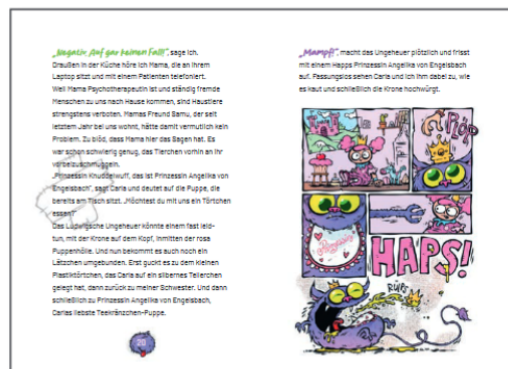 „Negativ. Auf gar keinen Fall!“, sage ich.
Draußen in der Küche höre ich Mama, die an ihrem
Laptop sitzt und mit einem Patienten telefoniert.
Weil Mama Psychotherapeutin ist und ständig fremde
Menschen zu uns nach Hause kommen, sind Haustiere
strengstens verboten. Mamas Freund Samu, der seit
letztem Jahr bei uns wohnt, hätte damit vermutlich kein
Problem. Zu blöd, dass Mama hier das Sagen hat. Es
war schon schwierig genug, das Tierchen vorhin an ihr
vorbeizuschmuggeln.
„Prinzessin Knuddelwuff, das ist Prinzessin Angelika von
Engelsbach“, sagt Carla und deutet auf die Puppe, die
bereits am Tisch sitzt. „Möchtest du mit uns ein Törtchen
essen?“
Das Ludwigsche Ungeheuer könnte einem fast leid-
tun, mit der Krone auf dem Kopf, inmitten der rosa
Puppenhölle. Und nun bekommt es auch noch ein
Lätzchen umgebunden. Erst guckt es zu dem kleinen
Plastiktörtchen, das Carla auf ein silbernes Tellerchen
gelegt hat, dann zurück zu meiner Schwester. Und dann
schließlich zu Prinzessin Angelika von Engelsbach,
Carlas liebste Teekränzchen-Puppe.
„Mampf!“, macht das Ungeheuer plötzlich und frisst
mit einem Happs Prinzessin Angelika von Engelsbach
auf. Fassungslos sehen Carla und ich ihm dabei zu, wie
es kaut und schließlich die Krone hochwürgt.
PLOP
HAPS!
RÜPS